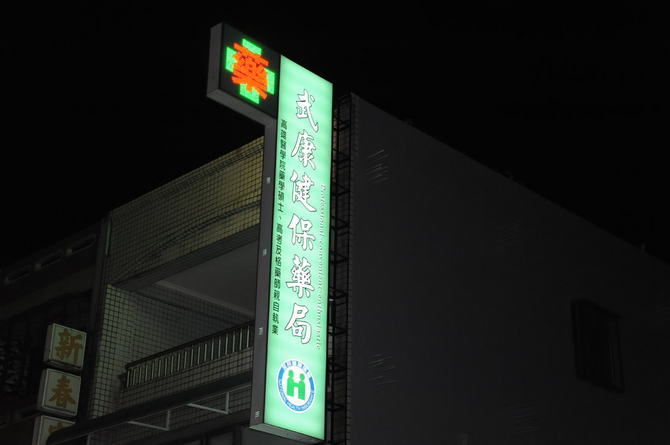 藥
武康健保藥局
高雄醫學院藥學碩士、高考及格藥師親自執業
新春